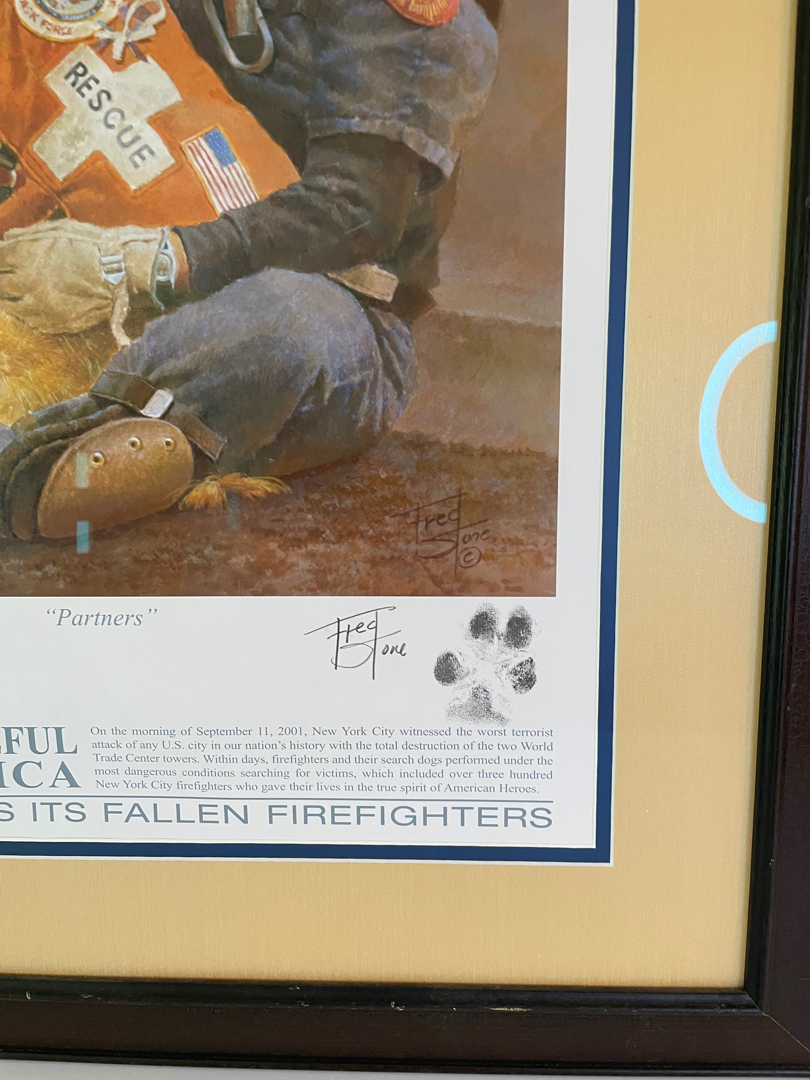 ASK FORCE
RESCUE
Fred
Stone
©
"Partners"
Fred
Stone
EFUL
ICA
On the morning of September 11, 2001, New York City witnessed the worst terrorist
attack of any U.S. city in our nation's history with the total destruction of the two World
Trade Center towers. Within days, firefighters and their search dogs performed under the
most dangerous conditions searching for victims, which included over three hundred
New York City firefighters who gave their lives in the true spirit of American Heroes.
S ITS FALLEN FIREFIGHTERS